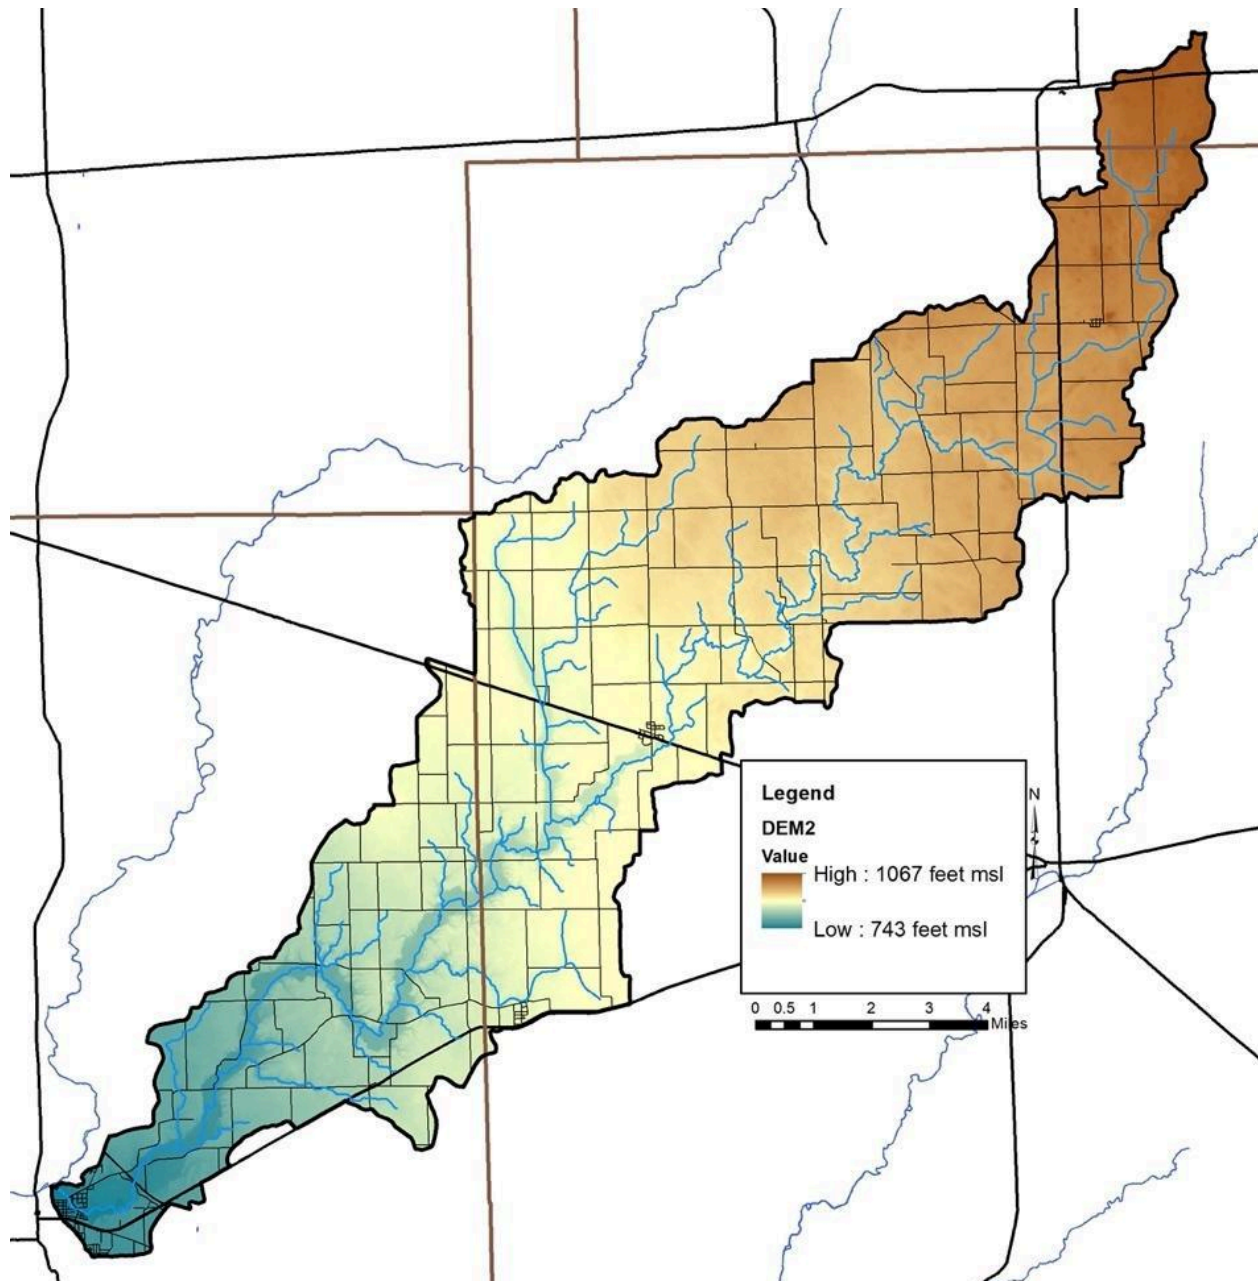 Legend
N
DEM2
Value
High : 1067 feet msl
Low : 743 feet msl
0 0.5 1 2 3 4
Miles